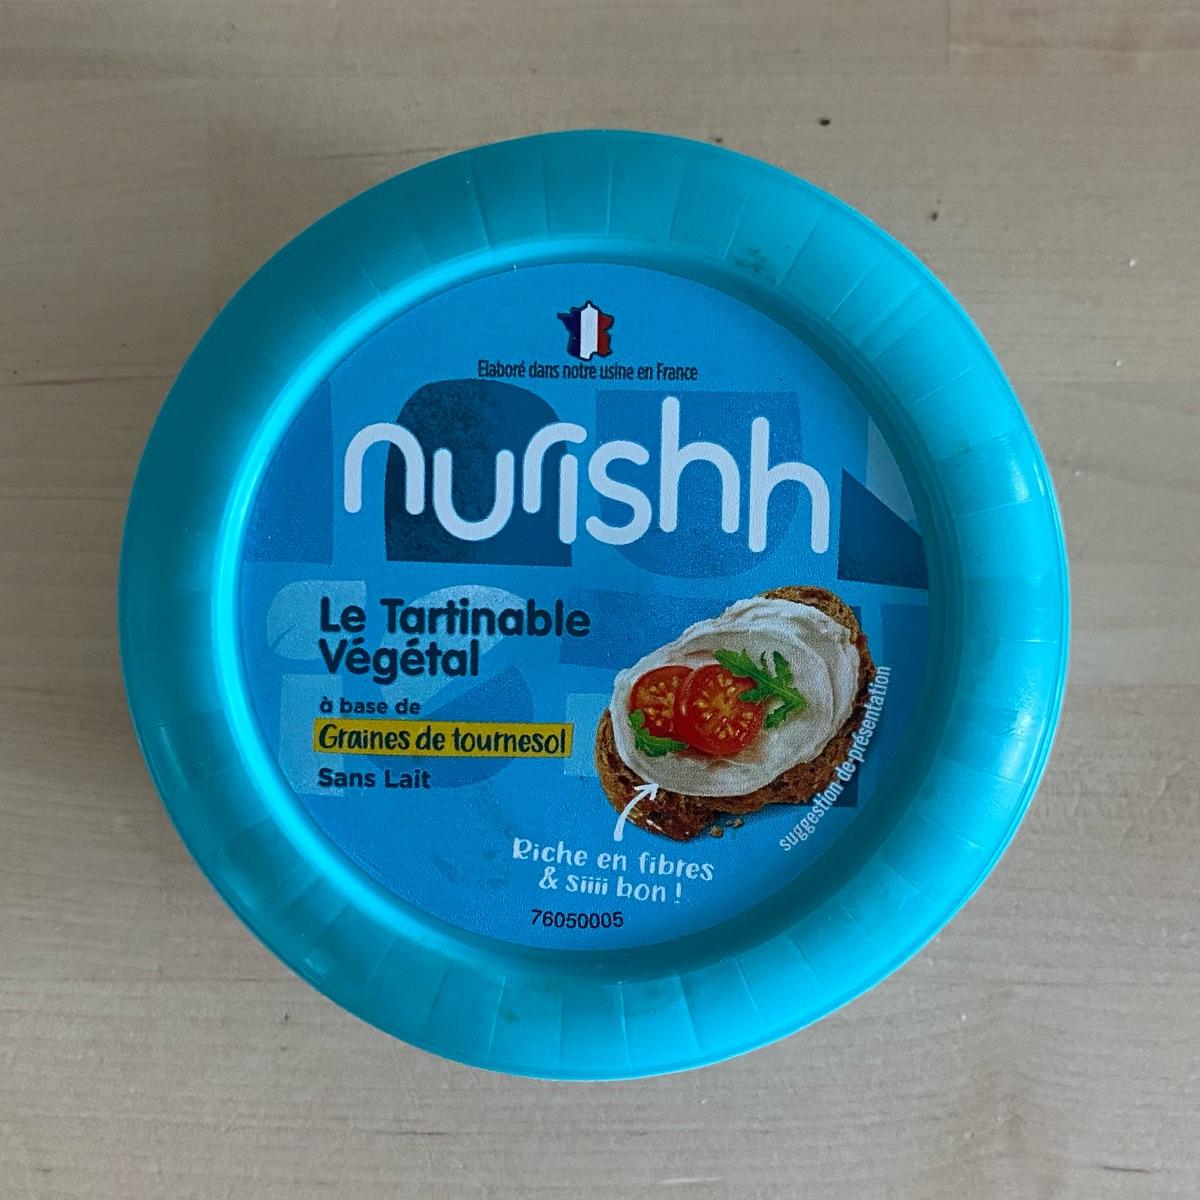 Elaboré dans notre usine en France
nurishh
Le Tartinable
Végétal
à base de
Graines de tournesol
Sans Lait
suggestion de présentation
Riche en fibres
& siiii bon !
76050005